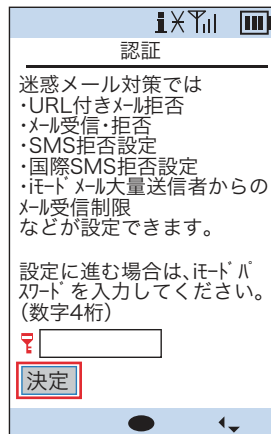 認証
迷惑メール対策では
・URL付きﾒｰﾙ拒否
・ﾒｰﾙ受信・拒否
・SMS拒否設定
・国際SMS拒否設定
・iﾓｰﾄﾞﾒｰﾙ大量送信者からの
ﾒｰﾙ受信制限
などが設定できます。
設定に進む場合は、iﾓｰﾄﾞﾊﾟ
ｽﾜｰﾄﾞを入力してください。
(数字4桁)
決定